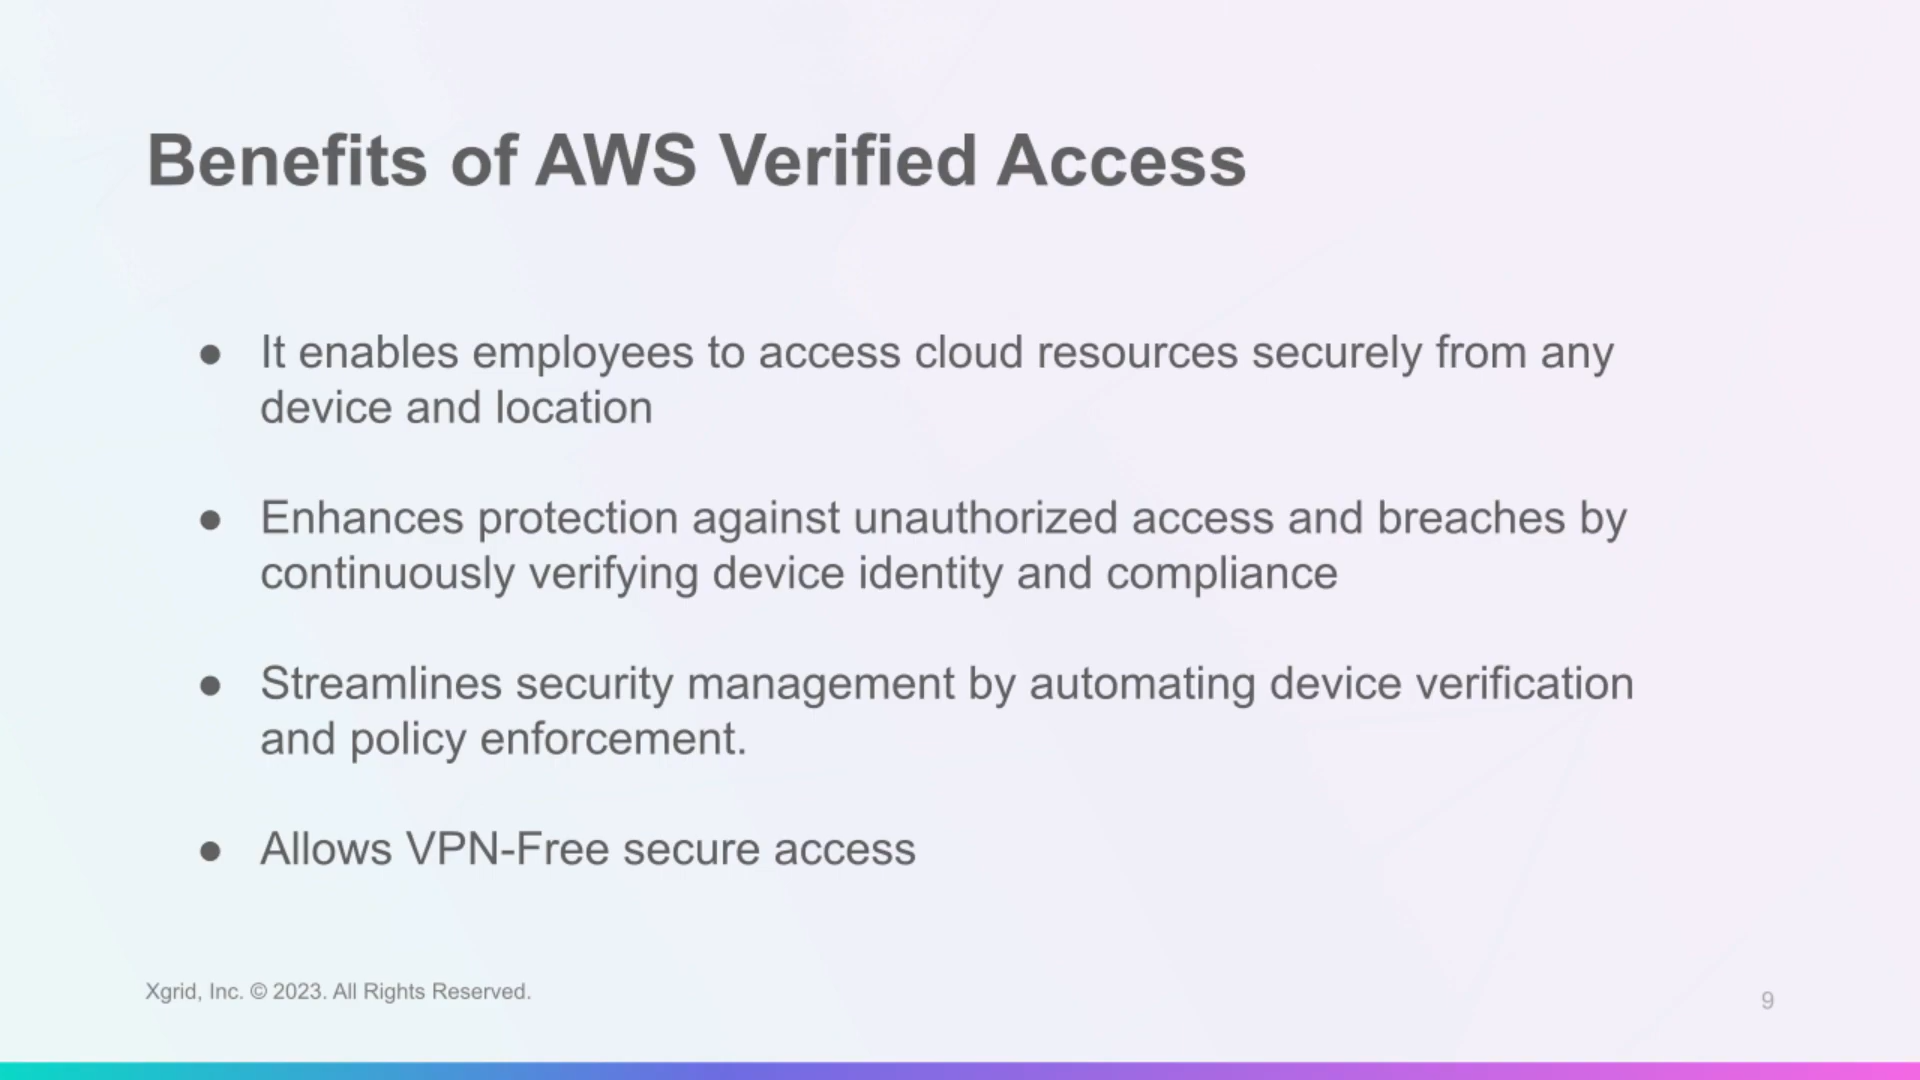 Benefits of AWS Verified Access
● It enables employees to access cloud resources securely from any
device and location
● Enhances protection against unauthorized access and breaches by
continuously verifying device identity and compliance
● Streamlines security management by automating device verification
and policy enforcement.
● Allows VPN-Free secure access
Xgrid, Inc. © 2023. All Rights Reserved.
9